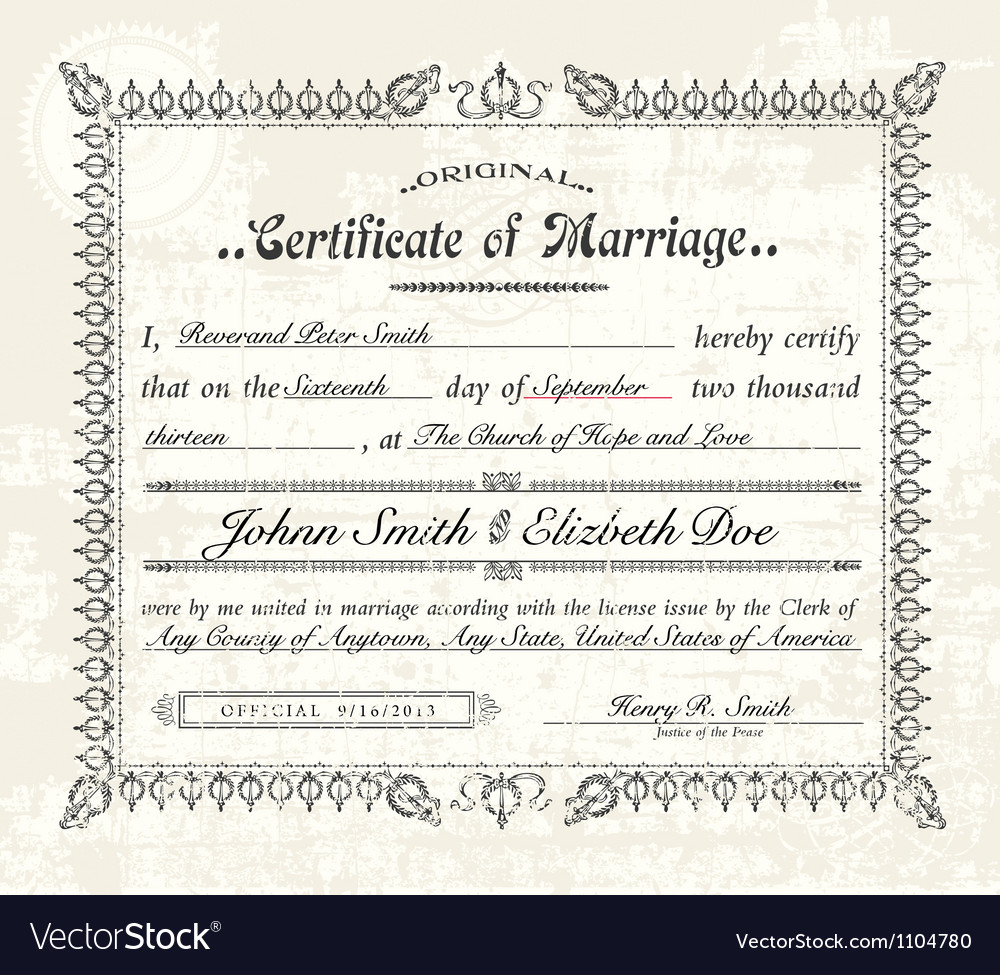 ..ORIGINAL..
..Certificate of Marriage..
I, Reverand Peter Smith hereby certify
that on the Sixteenth day of September two thousand
thirteen, at The Church of Hope and Love
Johnn Smith & Elizbeth Doe
were by me united in marriage according with the license issue by the Clerk of
Any County of Anytown, Any State, United States of America
OFFICIAL 9/16/2013
Henry R. Smith
Justice of the Pease
VectorStock®
VectorStock.com/1104780